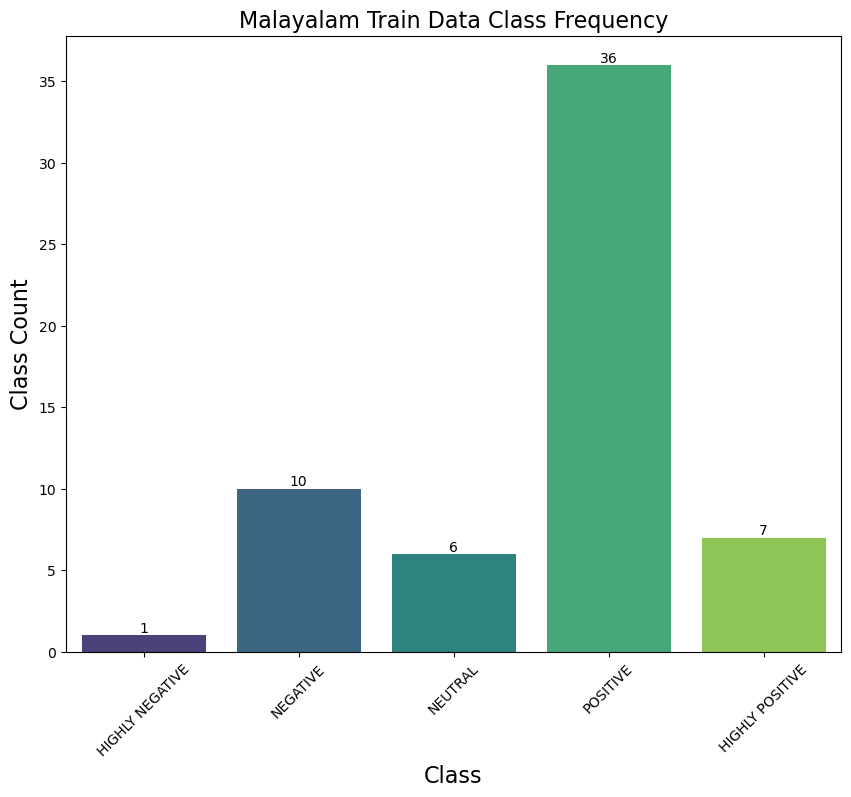 Malayalam Train Data Class Frequency
Class Count
35
30
25
20
15
10
5
0
1
10
6
36
7
HIGHLY NEGATIVE
NEGATIVE
NEUTRAL
POSITIVE
HIGHLY POSITIVE
Class